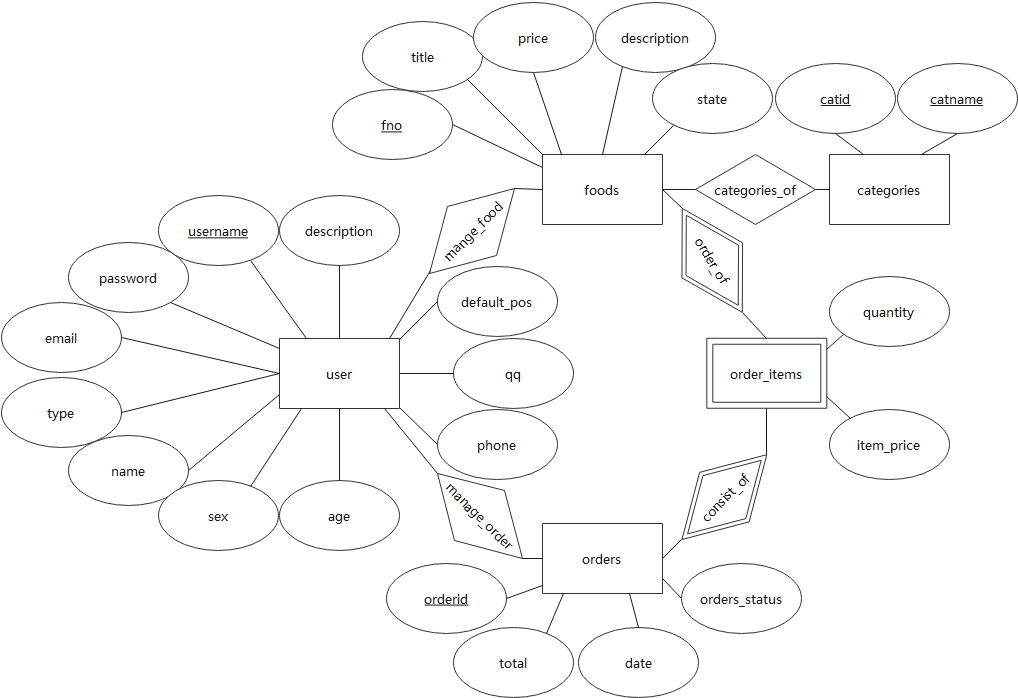 price
description
title
state
catid
catname
fno
foods
categories_of
categories
mange_food
username
description
order_of
password
default_pos
quantity
email
user
qq
order_items
type
phone
item_price
name
manage_order
consist_of
sex
age
orders
orderid
orders_status
total
date